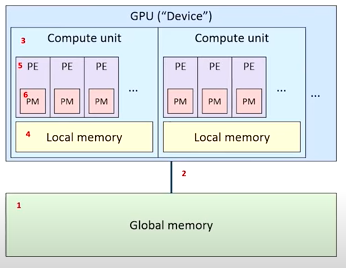 GPU ("Device")
3 Compute unit Compute unit
5 PE PE PE PE PE PE
6 PM PM PM ... PM PM PM ... ...
4 Local memory Local memory
2
1
Global memory